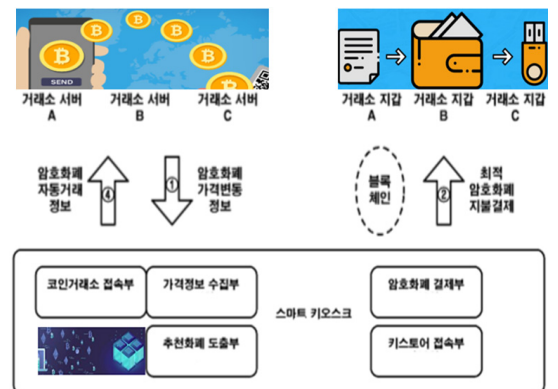 SEND
거래소 서버 거래소 서버 거래소 서버
A B C
거래소 지갑 거래소 지갑 거래소 지갑
A B C
암호화폐
자동거래
정보
④
①
암호화폐
가격변동
정보
블록
체인
②
최적
암호화폐
지불결제
코인거래소 접속부
가격정보 수집부
암호화폐 결제부
스마트 키오스크
추천화폐 도출부
키스토어 접속부